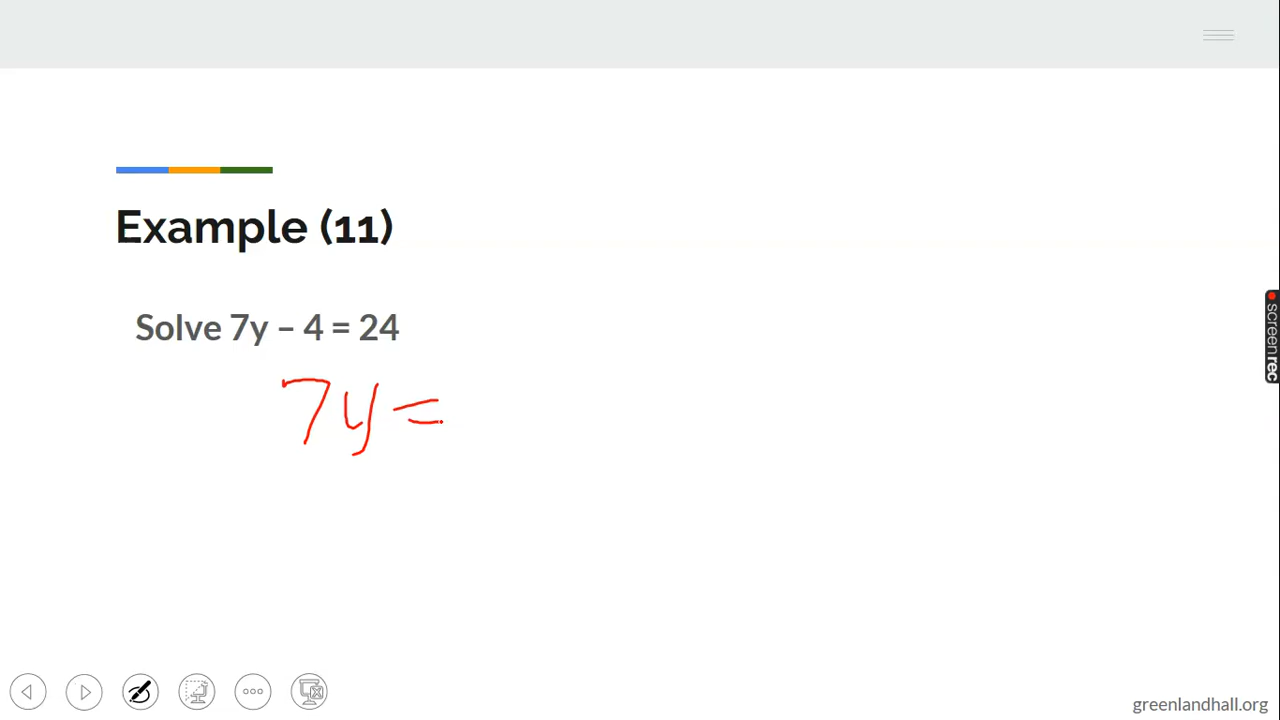 Example (11)
Solve 7y – 4 = 24
7y =
screenrec
greenlandhall.org